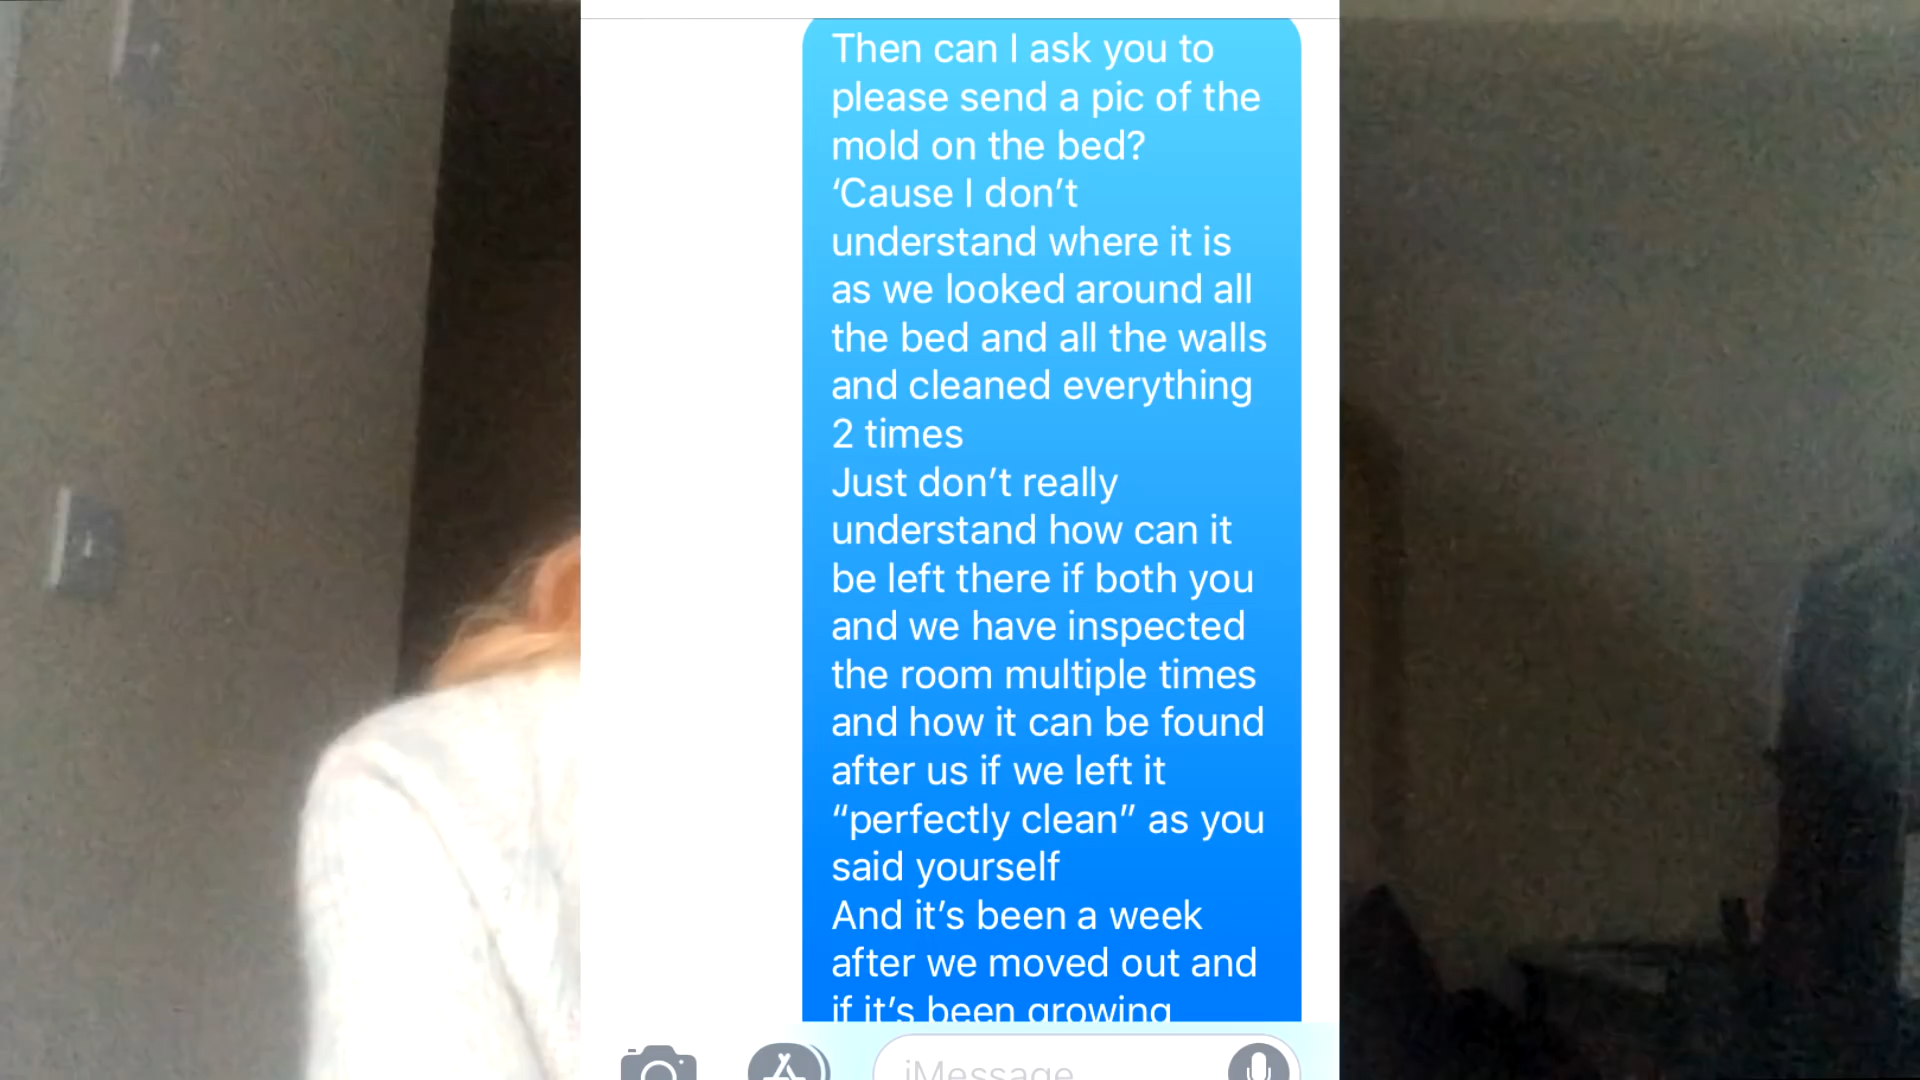 Then can I ask you to
please send a pic of the
mold on the bed?
‘Cause I don’t
understand where it is
as we looked around all
the bed and all the walls
and cleaned everything
2 times
Just don’t really
understand how can it
be left there if both you
and we have inspected
the room multiple times
and how it can be found
after us if we left it
“perfectly clean” as you
said yourself
And it’s been a week
after we moved out and
if it’s been growing
iMessage